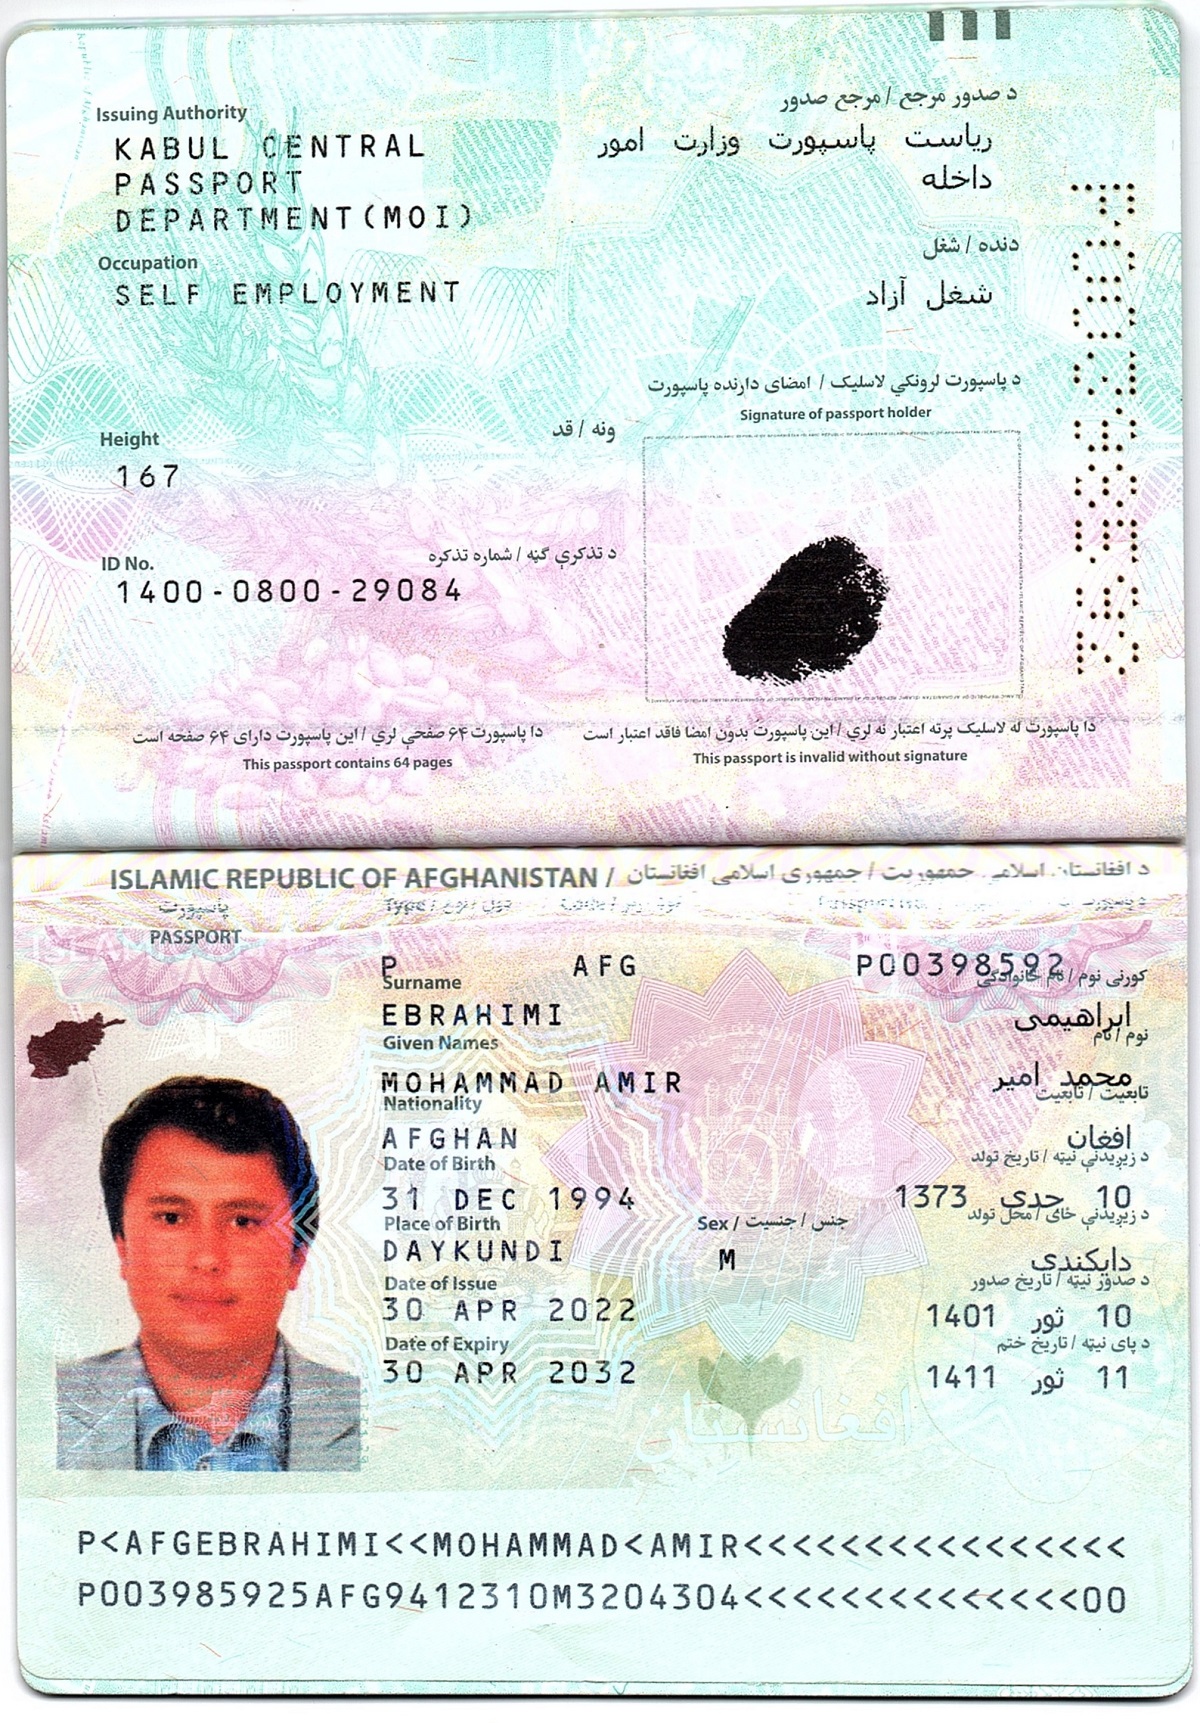 د صدور مرجع / مرجع صدور
Issuing Authority
KABUL CENTRAL
PASSPORT
DEPARTMENT(MOI)
ریاست پاسپورت وزارت امور
داخله
Occupation
دنده / شغل
SELF EMPLOYMENT
شغل آزاد
د پاسپورت لرونکي لاسلیک / امضای دارنده پاسپورت
Signature of passport holder
Height
ونه / قد
167
ID No.
د تذکرې گڼه / شماره تذکره
1400-0800-29084
P00398592
دا پاسپورت ۶۴ صفحې لري / این پاسپورت دارای ۶۴ صفحه است
This passport contains 64 pages
دا پاسپورت له لاسلیک پرته اعتبار نه لري / این پاسپورت بدون امضا فاقد اعتبار است
This passport is invalid without signature
ISLAMIC REPUBLIC OF AFGHANISTAN / د افغانستان اسلامي جمهوریت / جمهوری اسلامی افغانستان
پاسپورت
PASSPORT
P AFG P00398592
Surname
کورنی نوم / نام خانوادگی
EBRAHIMI
ابراهیمی
Given Names
نوم / نام
MOHAMMAD AMIR
محمد امیر
Nationality
تابعیت / تابعیت
AFGHAN
افغان
Date of Birth
د زیږیدنې نیټه / تاریخ تولد
31 DEC 1994
10 جدی 1373
Place of Birth
Sex / جنس / جنسیت
د زیږیدنې ځای / محل تولد
DAYKUNDI
M
دایکندی
Date of Issue
د صدور نیټه / تاریخ صدور
30 APR 2022
10 ثور 1401
Date of Expiry
د پای نیټه / تاریخ ختم
30 APR 2032
11 ثور 1411
افغانستان
P<AFGEBRAHIMI<<MOHAMMAD<AMIR<<<<<<<<<<<<<<<<
P003985925AFG9412310M3204304<<<<<<<<<<<<<<00